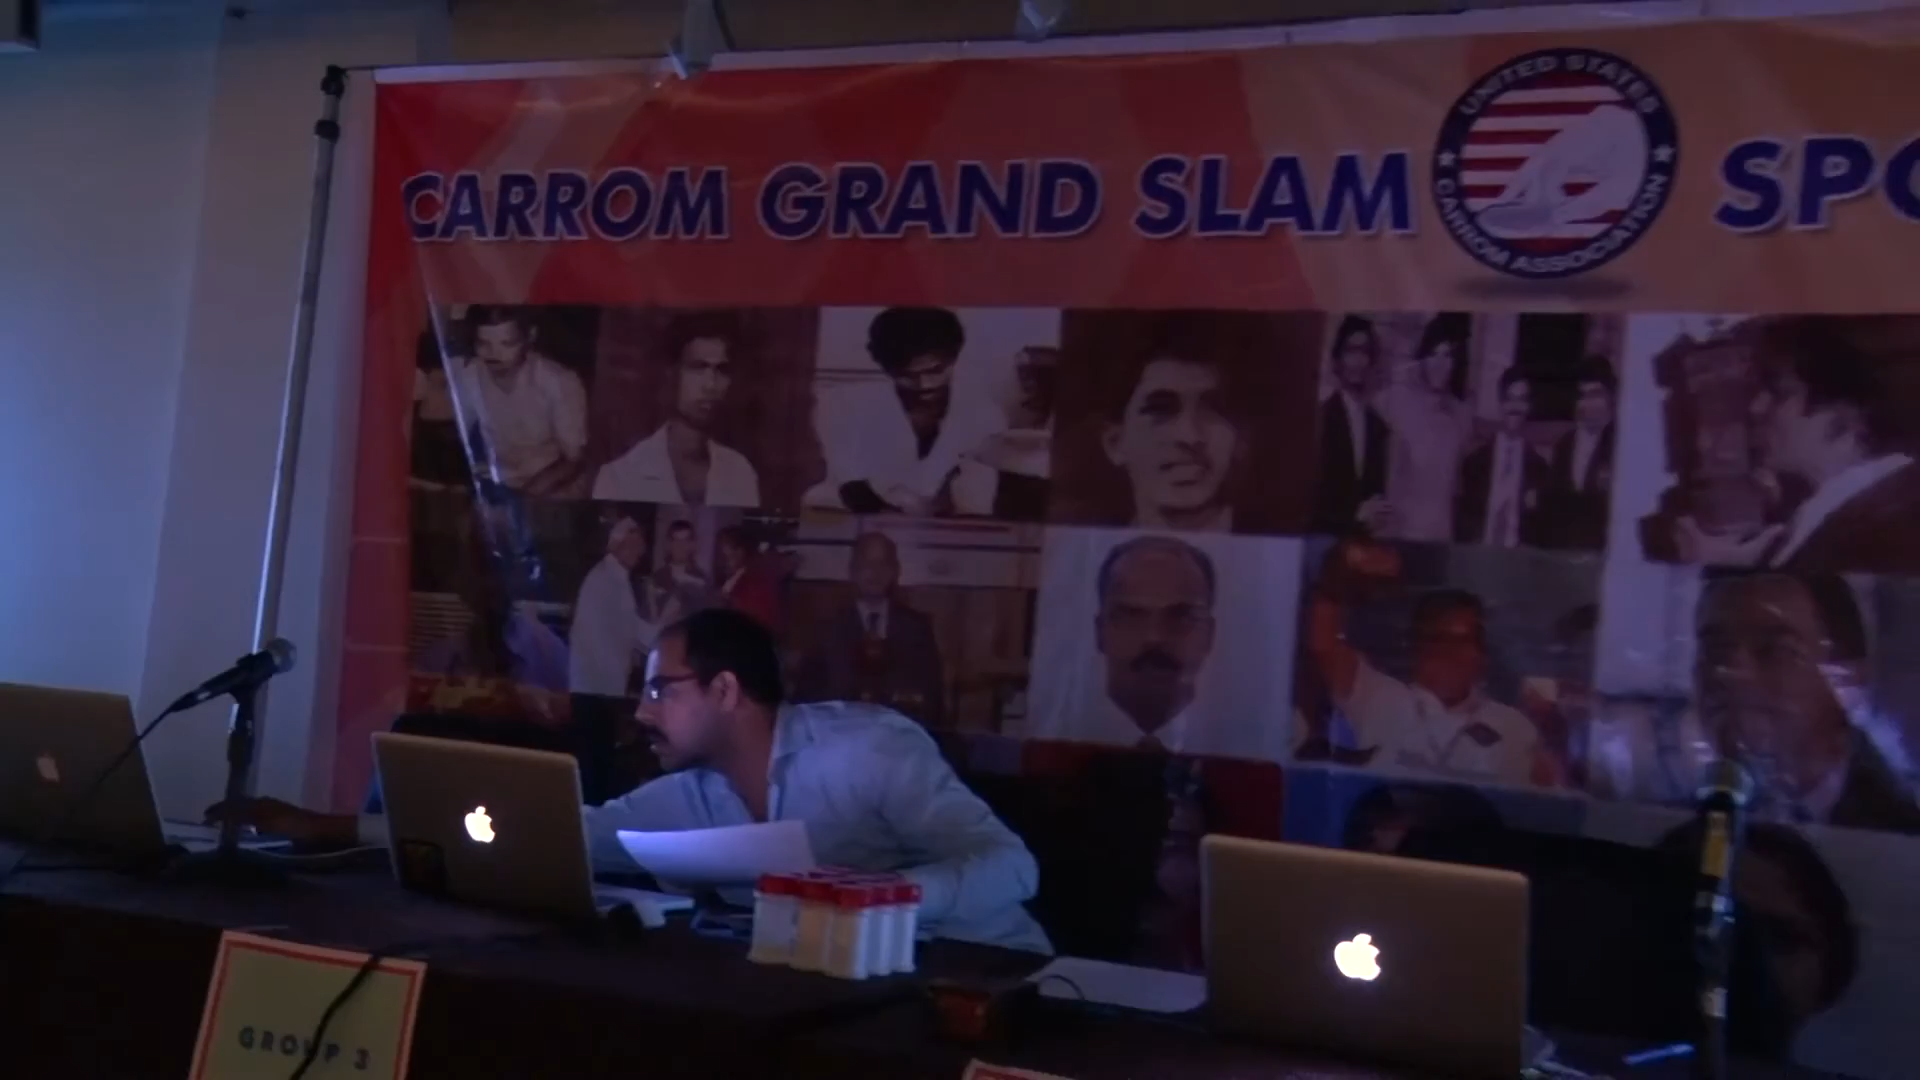 CARROM GRAND SLAM
UNITED STATES
CARROM ASSOCIATION
SPO
GROUP 3